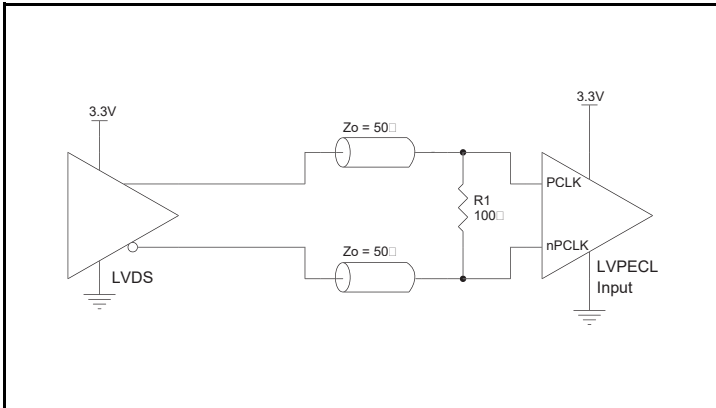 3.3V
3.3V
Zo = 50□
PCLK
R1
100□
nPCLK
Zo = 50□
LVDS
LVPECL
Input